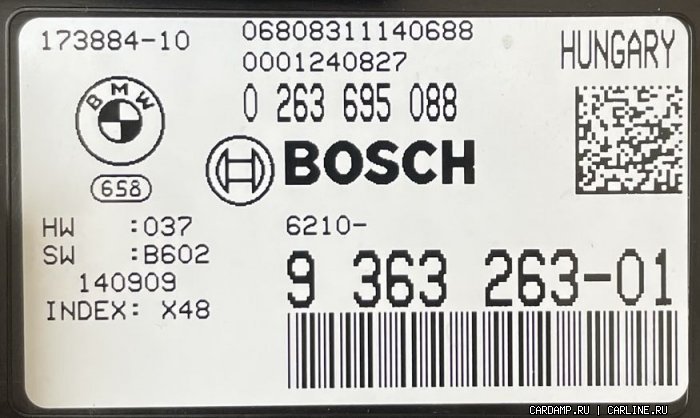 173884-10
06808311140688
0001240827
HUNGARY
0 263 695 088
BMW
BOSCH
658
HW :037
SW :B602
140909
INDEX: X48
6210-
9 363 263-01
CARDAMP.RU | CARLINE.RU